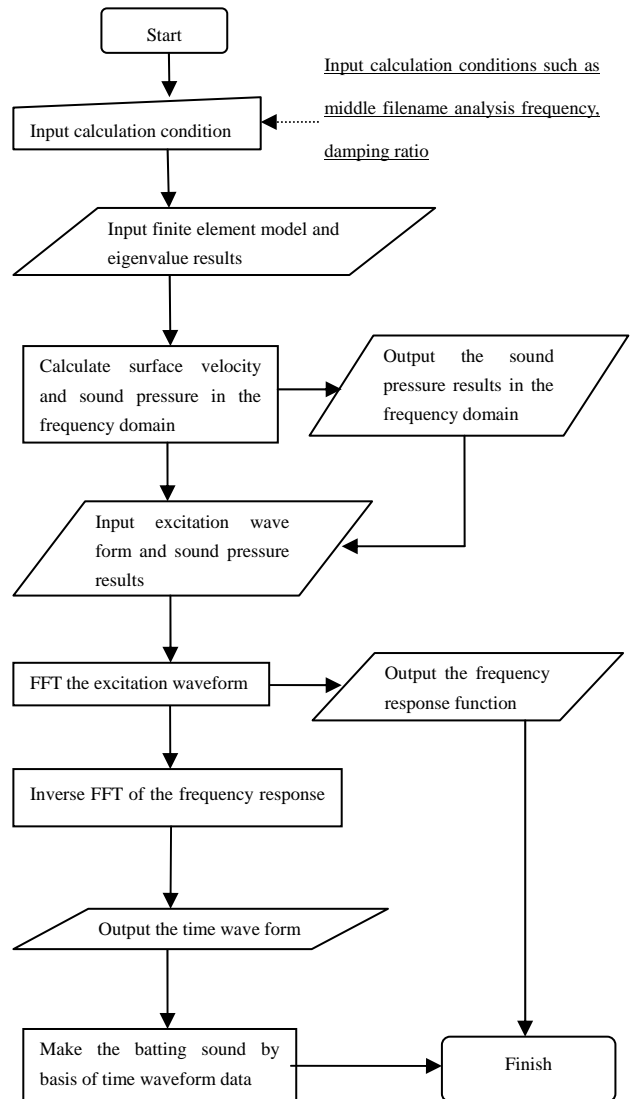 Start
Input calculation conditions such as
middle filename analysis frequency,
damping ratio
Input calculation condition
Input finite element model and
eigenvalue results
Calculate surface velocity
and sound pressure in the
frequency domain
Output the sound
pressure results in the
frequency domain
Input excitation wave
form and sound pressure
results
FFT the excitation waveform
Output the frequency
response function
Inverse FFT of the frequency response
Output the time wave form
Make the batting sound by
basis of time waveform data
Finish